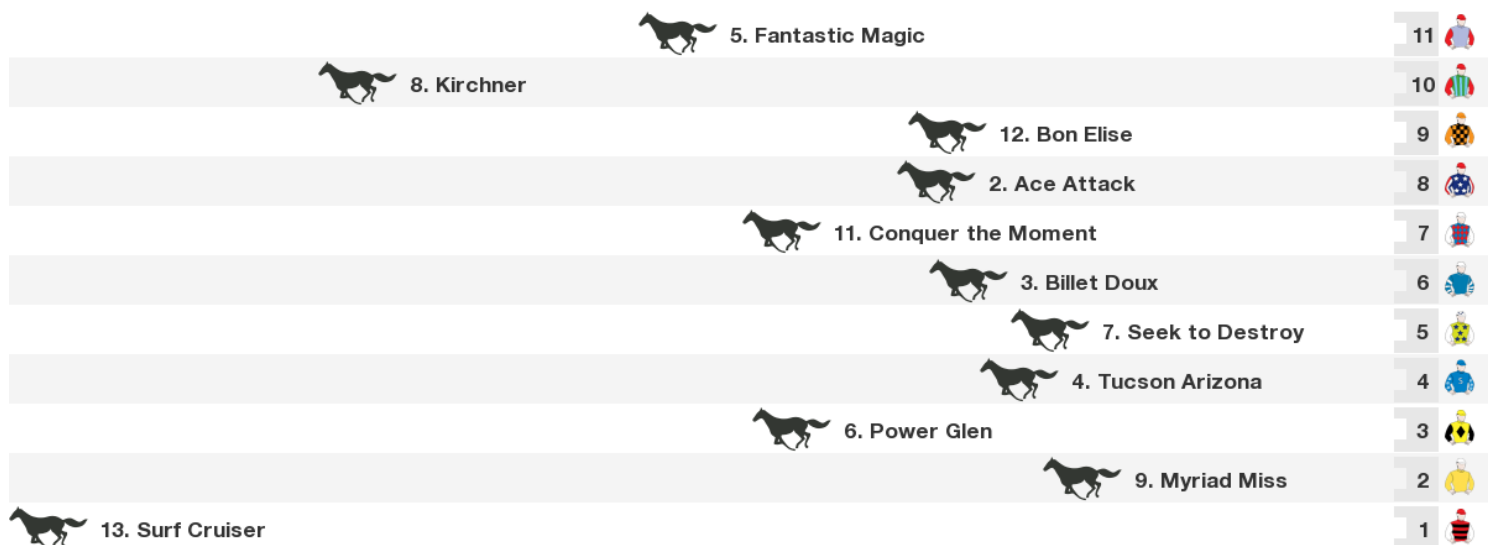 5. Fantastic Magic 11
8. Kirchner 10
12. Bon Elise 9
2. Ace Attack 8
11. Conquer the Moment 7
3. Billet Doux 6
7. Seek to Destroy 5
4. Tucson Arizona 4
6. Power Glen 3
9. Myriad Miss 2
13. Surf Cruiser 1